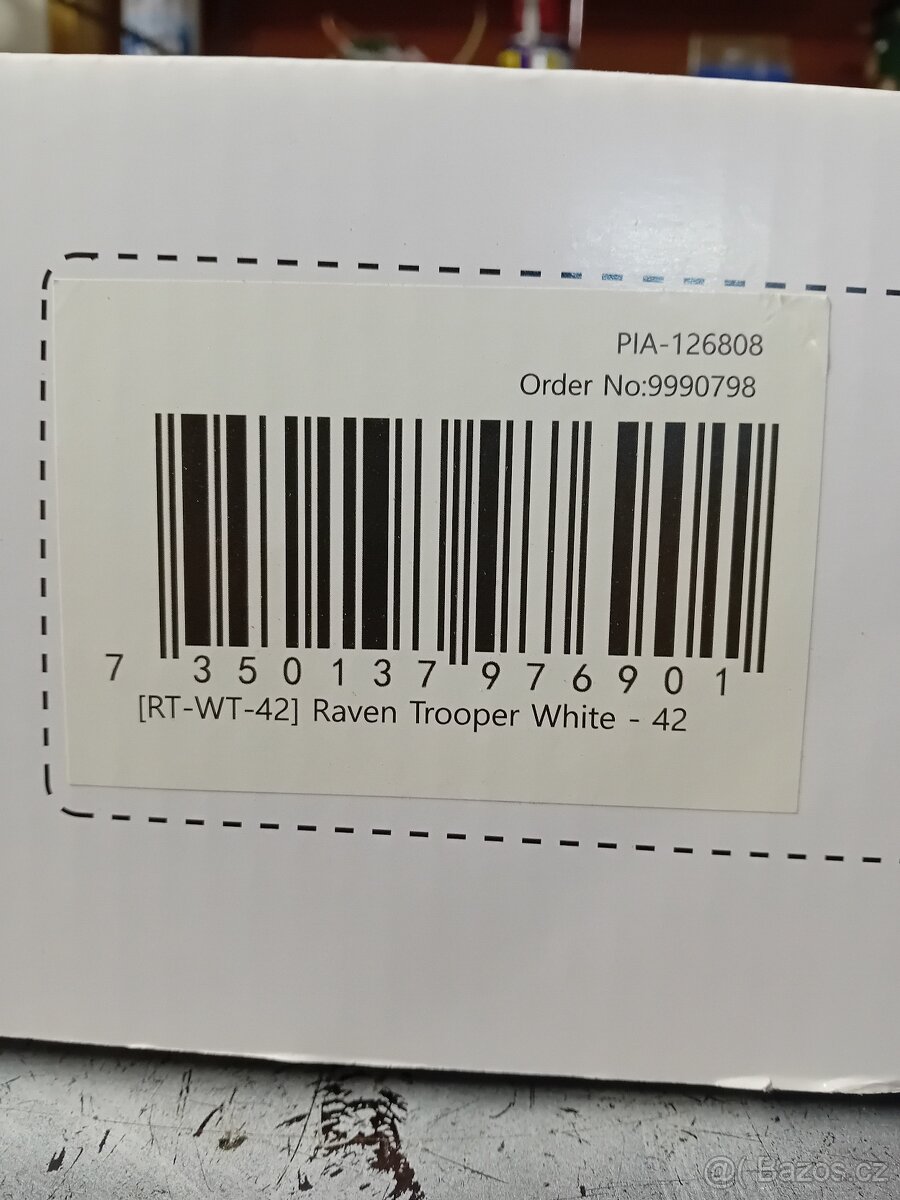 PIA-126808
Order No:9990798
7 350137 976901
[RT-WT-42] Raven Trooper White - 42
@( Bazos.cz